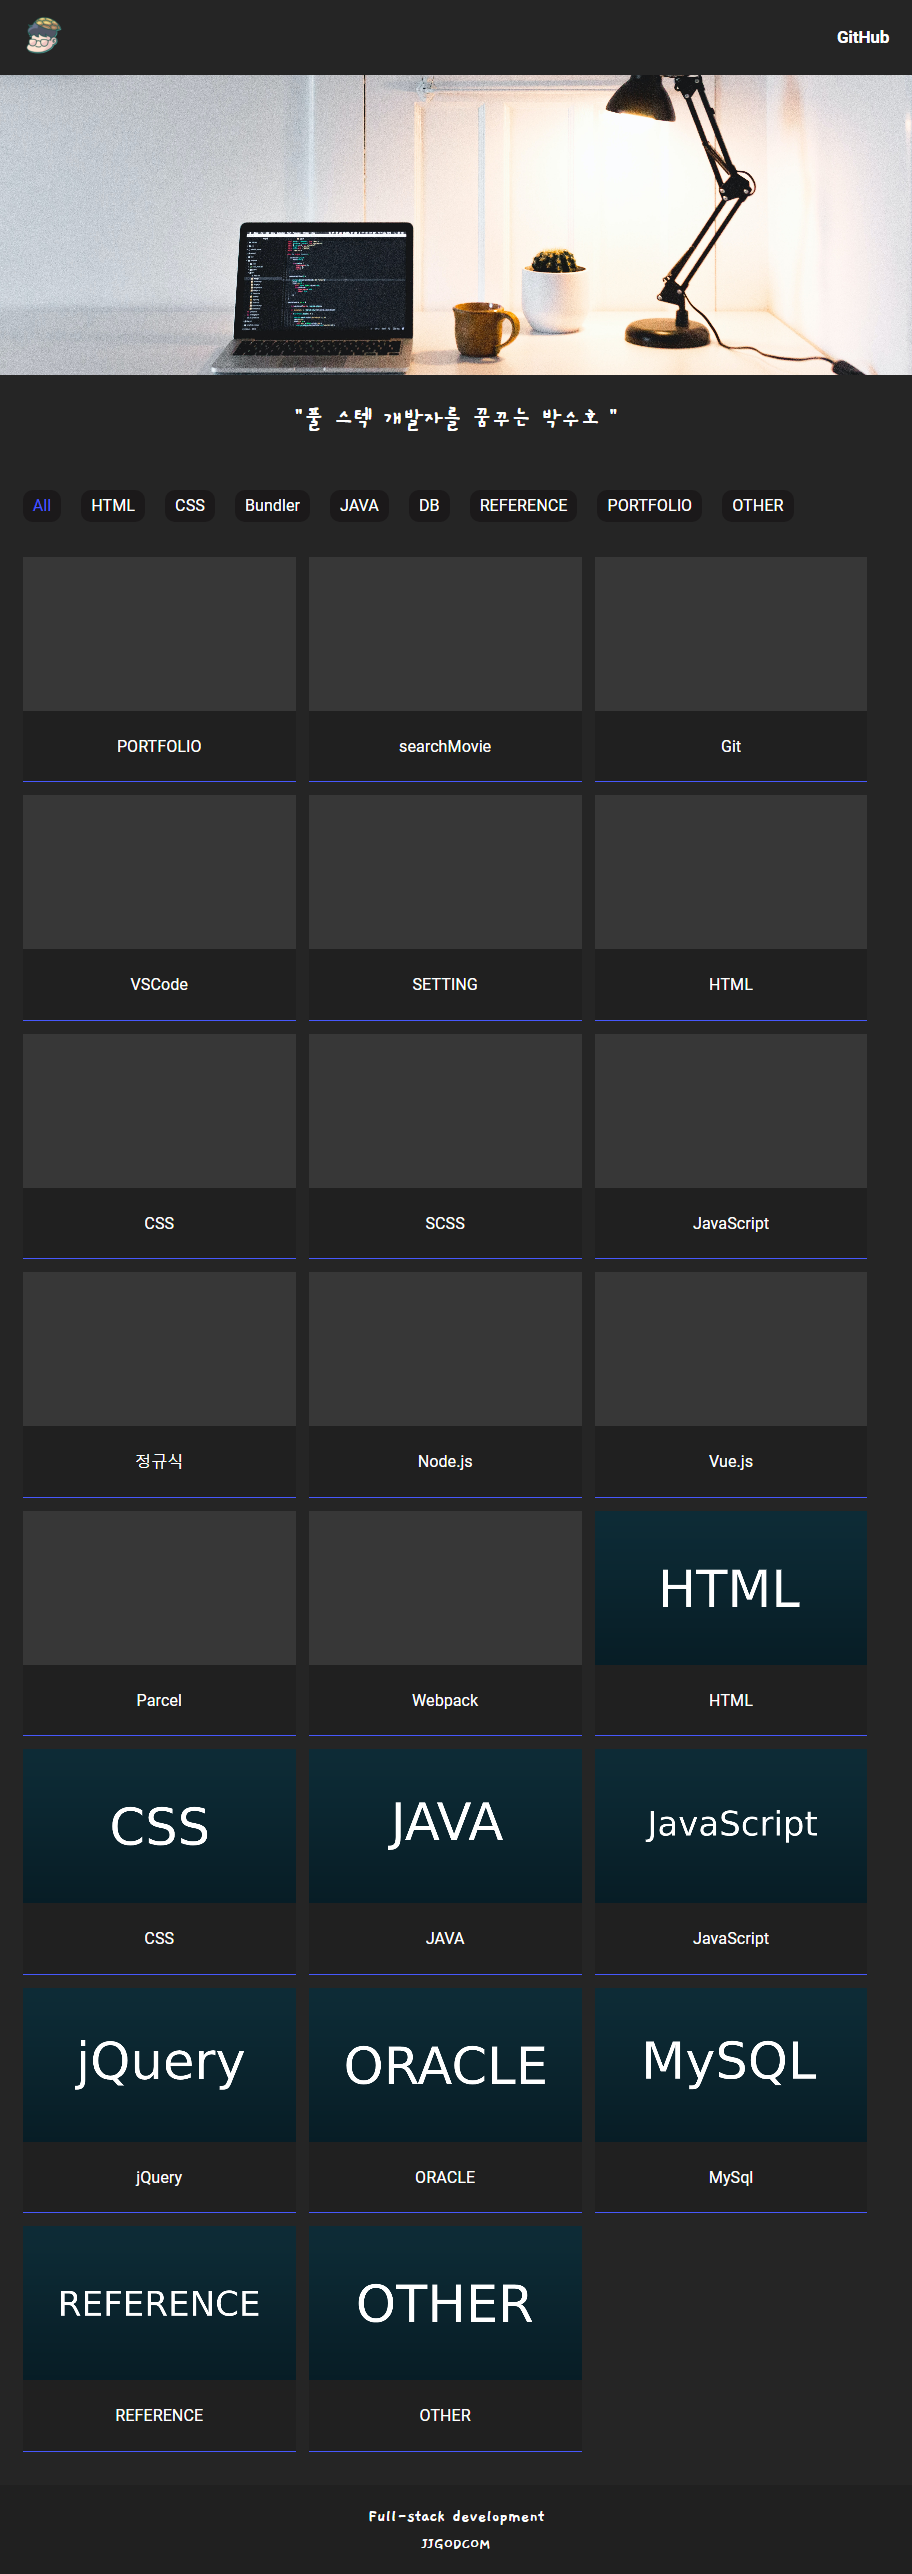 GitHub
"풀 스텍 개발자를 꿈꾸는 박수호 "
All HTML CSS Bundler JAVA DB REFERENCE PORTFOLIO OTHER
PORTFOLIO searchMovie Git
VSCode SETTING HTML
CSS SCSS JavaScript
정규식 Node.js Vue.js
HTML
Parcel Webpack HTML
CSS JAVA JavaScript
CSS JAVA JavaScript
jQuery ORACLE MySQL
jQuery ORACLE MySql
REFERENCE OTHER
REFERENCE OTHER
Full-stack development
JJGODCOM